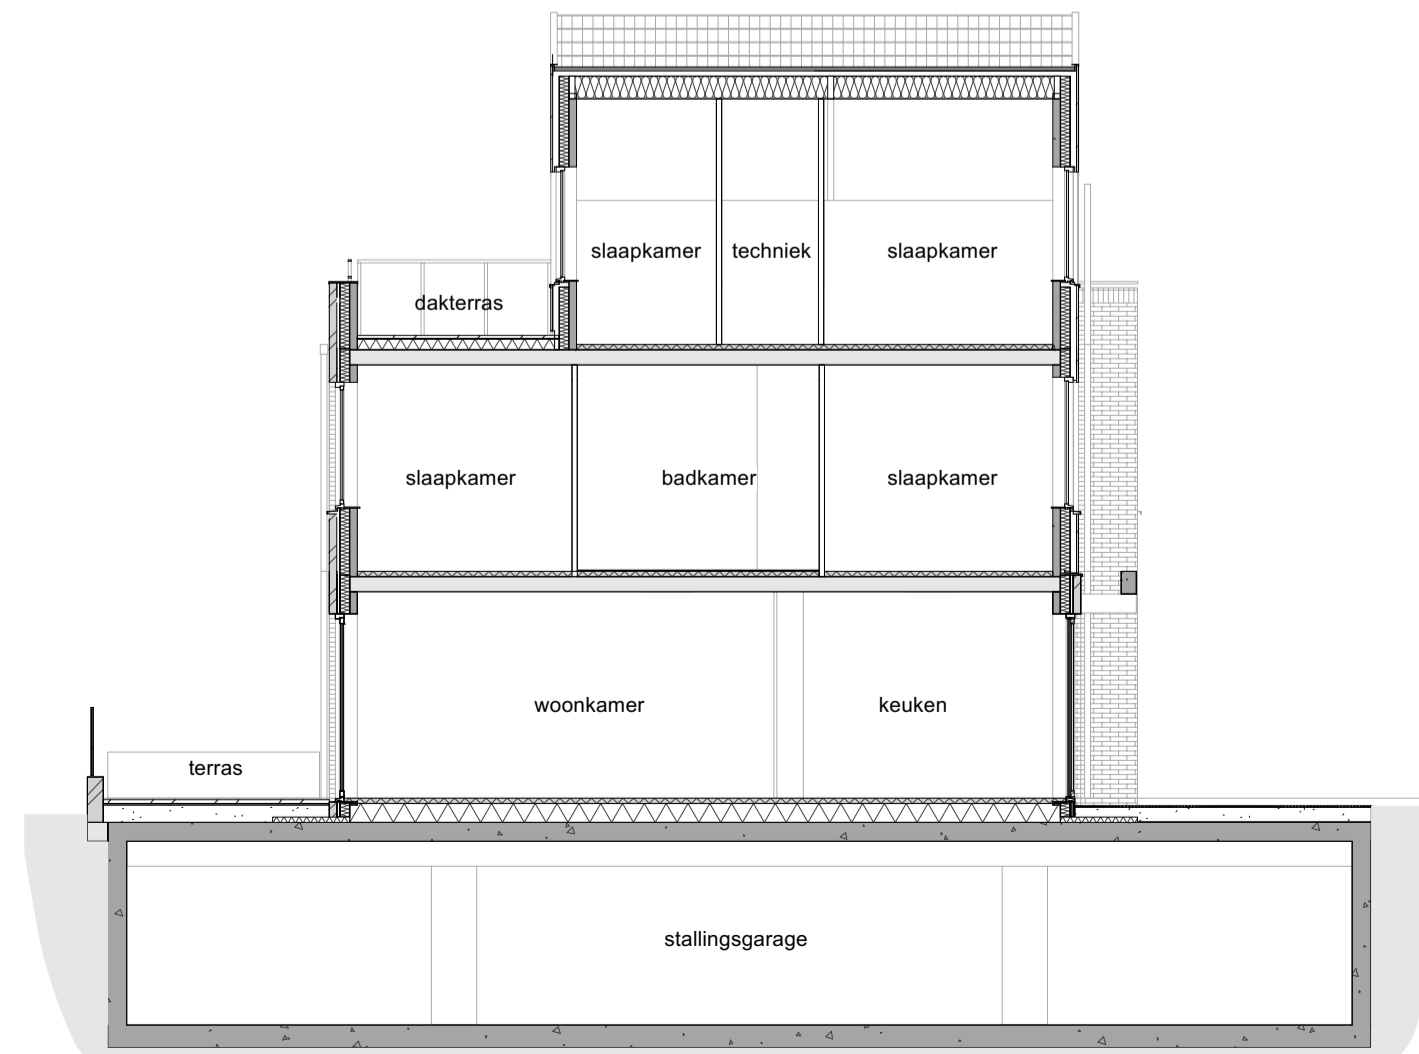 slaapkamer techniek slaapkamer
dakterras
slaapkamer badkamer slaapkamer
woonkamer keuken
terras
stallingsgarage